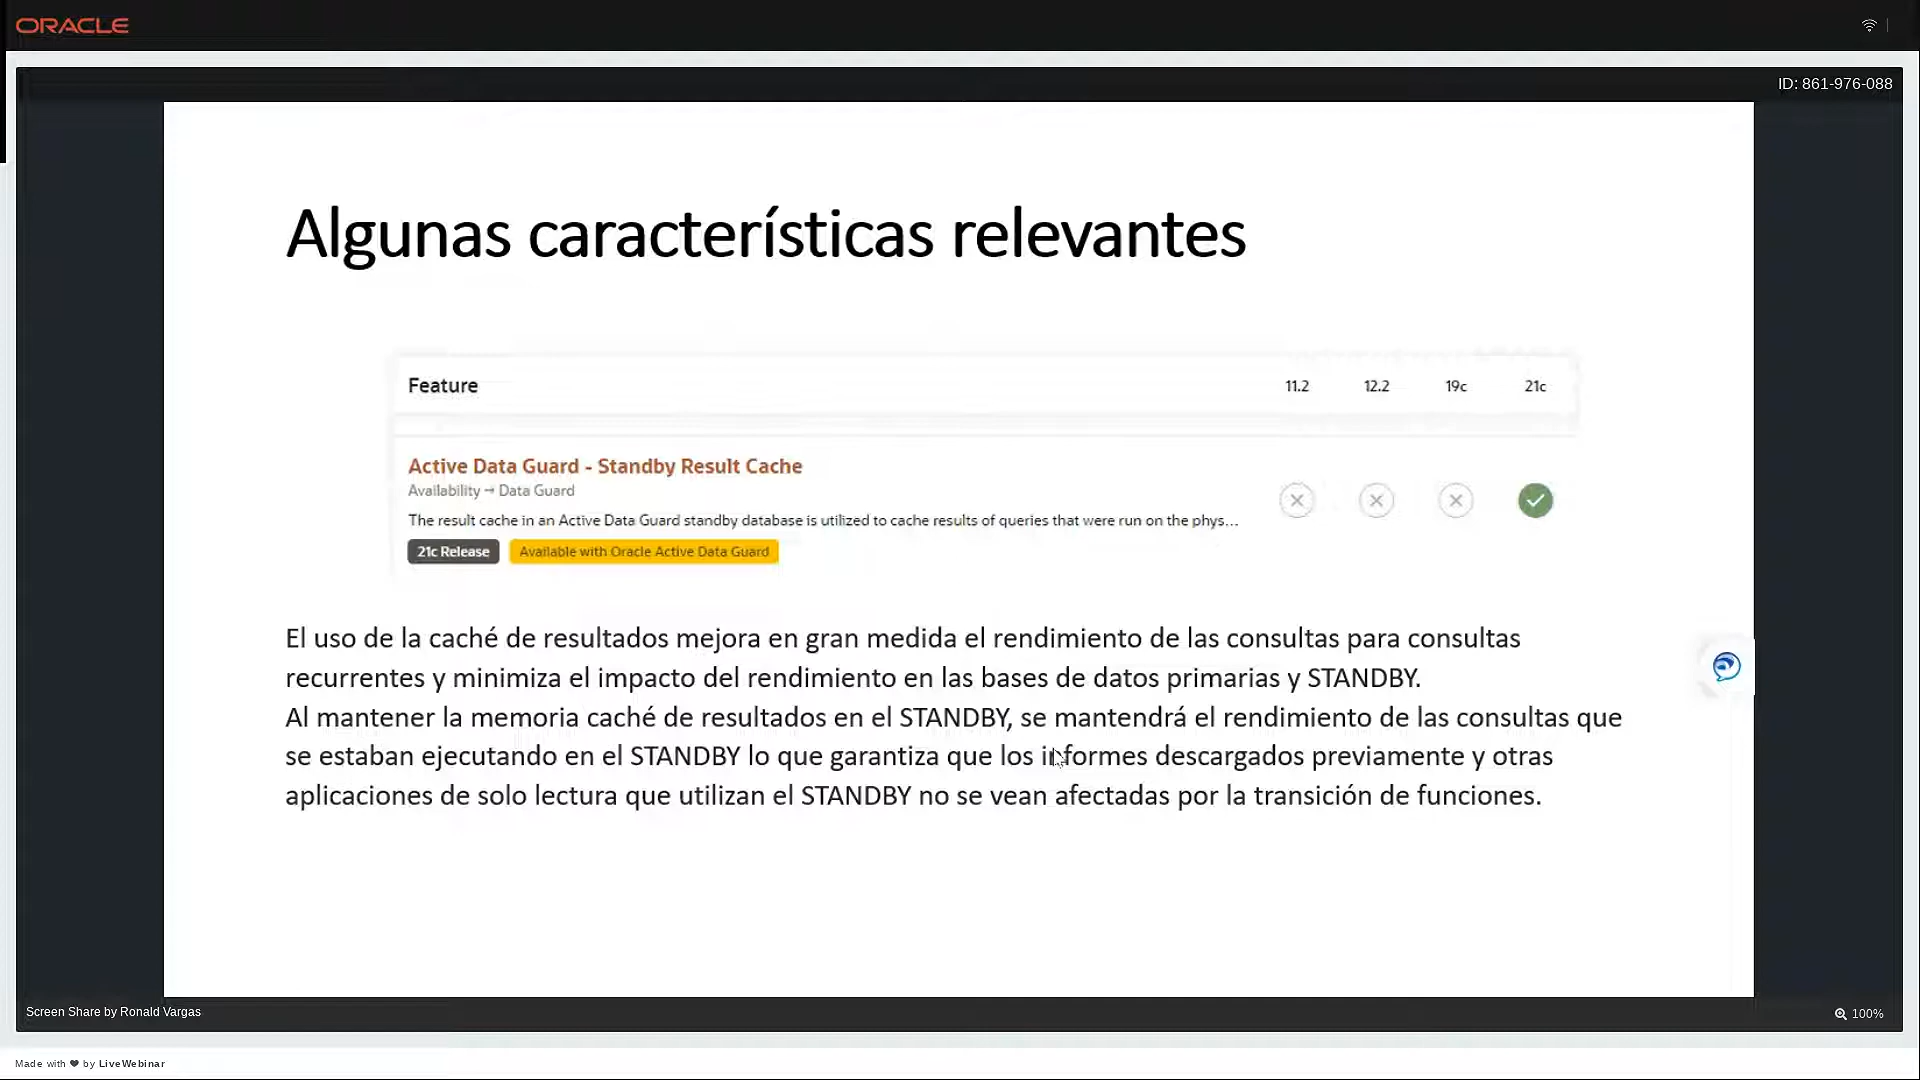 ORACLE
ID: 861-976-088
Algunas características relevantes
Feature 11.2 12.2 19c 21c
Active Data Guard - Standby Result Cache
Availability → Data Guard
The result cache in an Active Data Guard standby database is utilized to cache results of queries that were run on the phys...
21c Release Available with Oracle Active Data Guard
El uso de la caché de resultados mejora en gran medida el rendimiento de las consultas para consultas
recurrentes y minimiza el impacto del rendimiento en las bases de datos primarias y STANDBY.
Al mantener la memoria caché de resultados en el STANDBY, se mantendrá el rendimiento de las consultas que
se estaban ejecutando en el STANDBY lo que garantiza que los informes descargados previamente y otras
aplicaciones de solo lectura que utilizan el STANDBY no se vean afectadas por la transición de funciones.
Screen Share by Ronald Vargas
100%
Made with ❤ by LiveWebinar